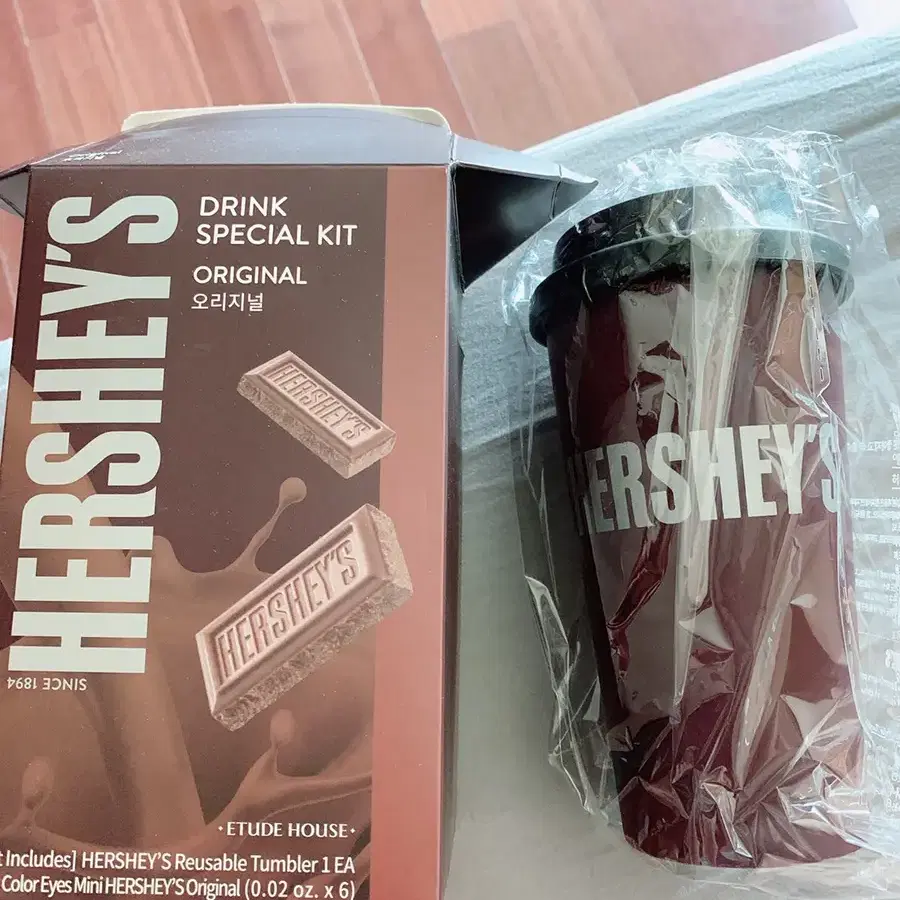 HERSHEY'S
SINCE 1894
DRINK
SPECIAL KIT
ORIGINAL
오리지널
HERSHEY'S
HERSHEY'S
·ETUDE HOUSE·
Includes] HERSHEY'S Reusable Tumbler 1 EA
Color Eyes Mini HERSHEY'S Original (0.02 oz. x 6)
HERSHEY'S